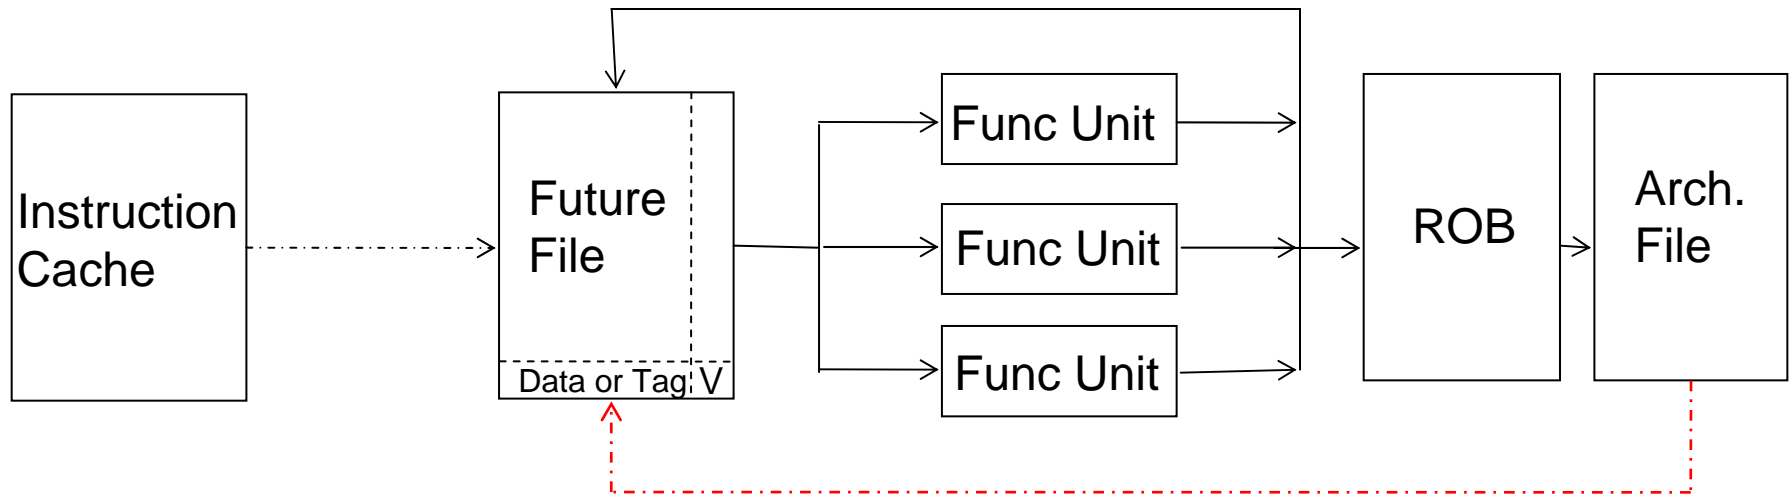 Instruction
Cache
Future
File
Data or Tag V
Func Unit
Func Unit
Func Unit
ROB
Arch.
File